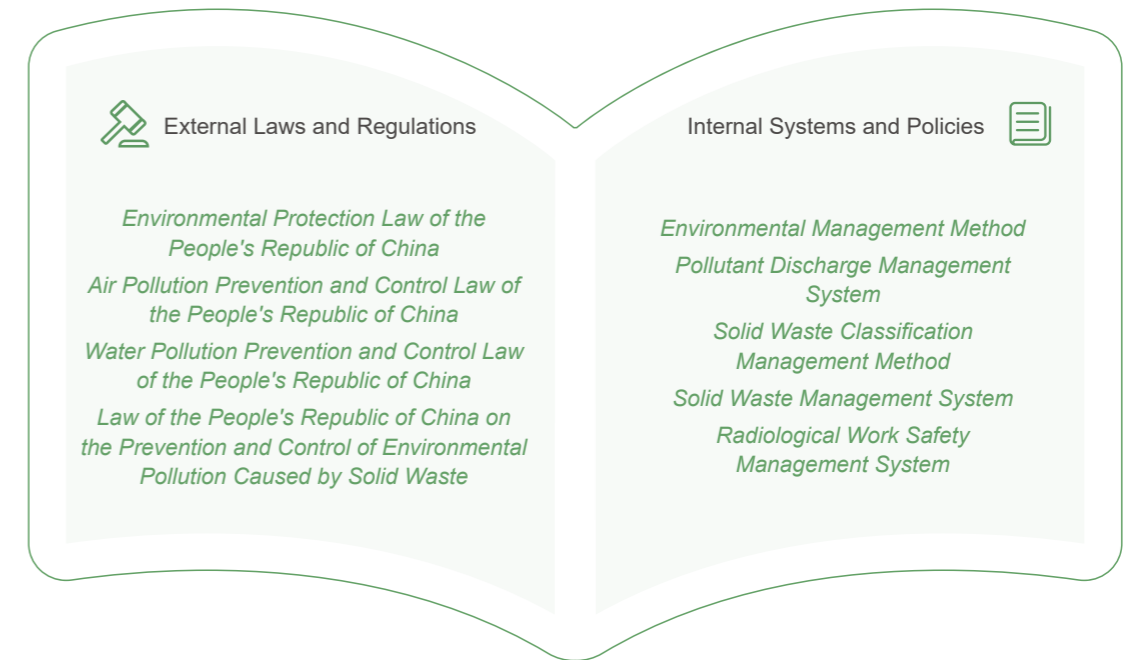 External Laws and Regulations
Environmental Protection Law of the
People's Republic of China
Air Pollution Prevention and Control Law of
the People's Republic of China
Water Pollution Prevention and Control Law
of the People's Republic of China
Law of the People's Republic of China on
the Prevention and Control of Environmental
Pollution Caused by Solid Waste
Internal Systems and Policies
Environmental Management Method
Pollutant Discharge Management
System
Solid Waste Classification
Management Method
Solid Waste Management System
Radiological Work Safety
Management System